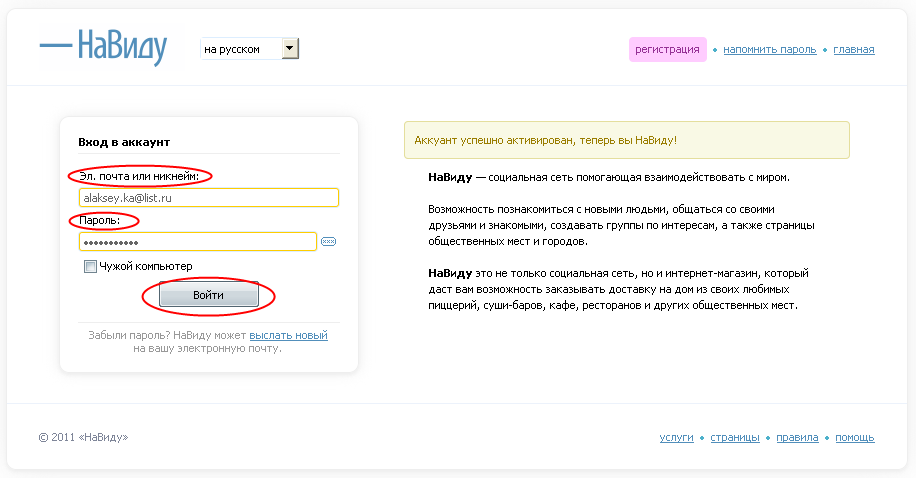 НаВиду
на русском
регистрация • напомнить пароль • главная
Вход в аккаунт
Эл. почта или никнейм:
alaksey.ka@list.ru
Пароль:
•••••••••••
Чужой компьютер
Войти
Забыли пароль? НаВиду может выслать новый
на вашу электронную почту.
Аккуант успешно активирован, теперь вы НаВиду!
НаВиду — социальная сеть помогающая взаимодействовать с миром.
Возможность познакомиться с новыми людьми, общаться со своими
друзьями и знакомыми, создавать группы по интересам, а также страницы
общественных мест и городов.
НаВиду это не только социальная сеть, но и интернет-магазин, который
даст вам возможность заказывать доставку на дом из своих любимых
пиццерий, суши-баров, кафе, ресторанов и других общественных мест.
© 2011 «НаВиду»
услуги • страницы • правила • помощь